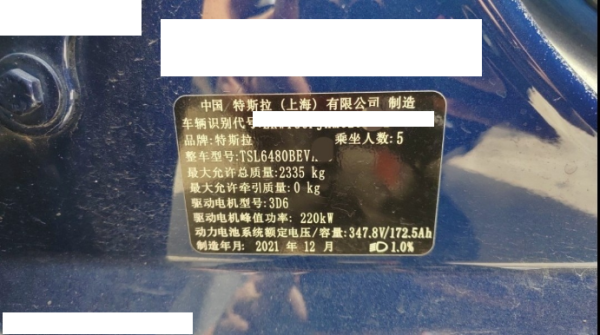 中国 特斯拉（上海）有限公司 制造
车辆识别代号:
品牌:特斯拉 乘坐人数:5
整车型号:TSL6480BEV
最大允许总质量:2335 kg
最大允许牵引质量:0 kg
驱动电机型号:3D6
驱动电机峰值功率: 220kW
动力电池系统额定电压/容量:347.8V/172.5Ah
制造年月: 2021 年 12 月 1.0%